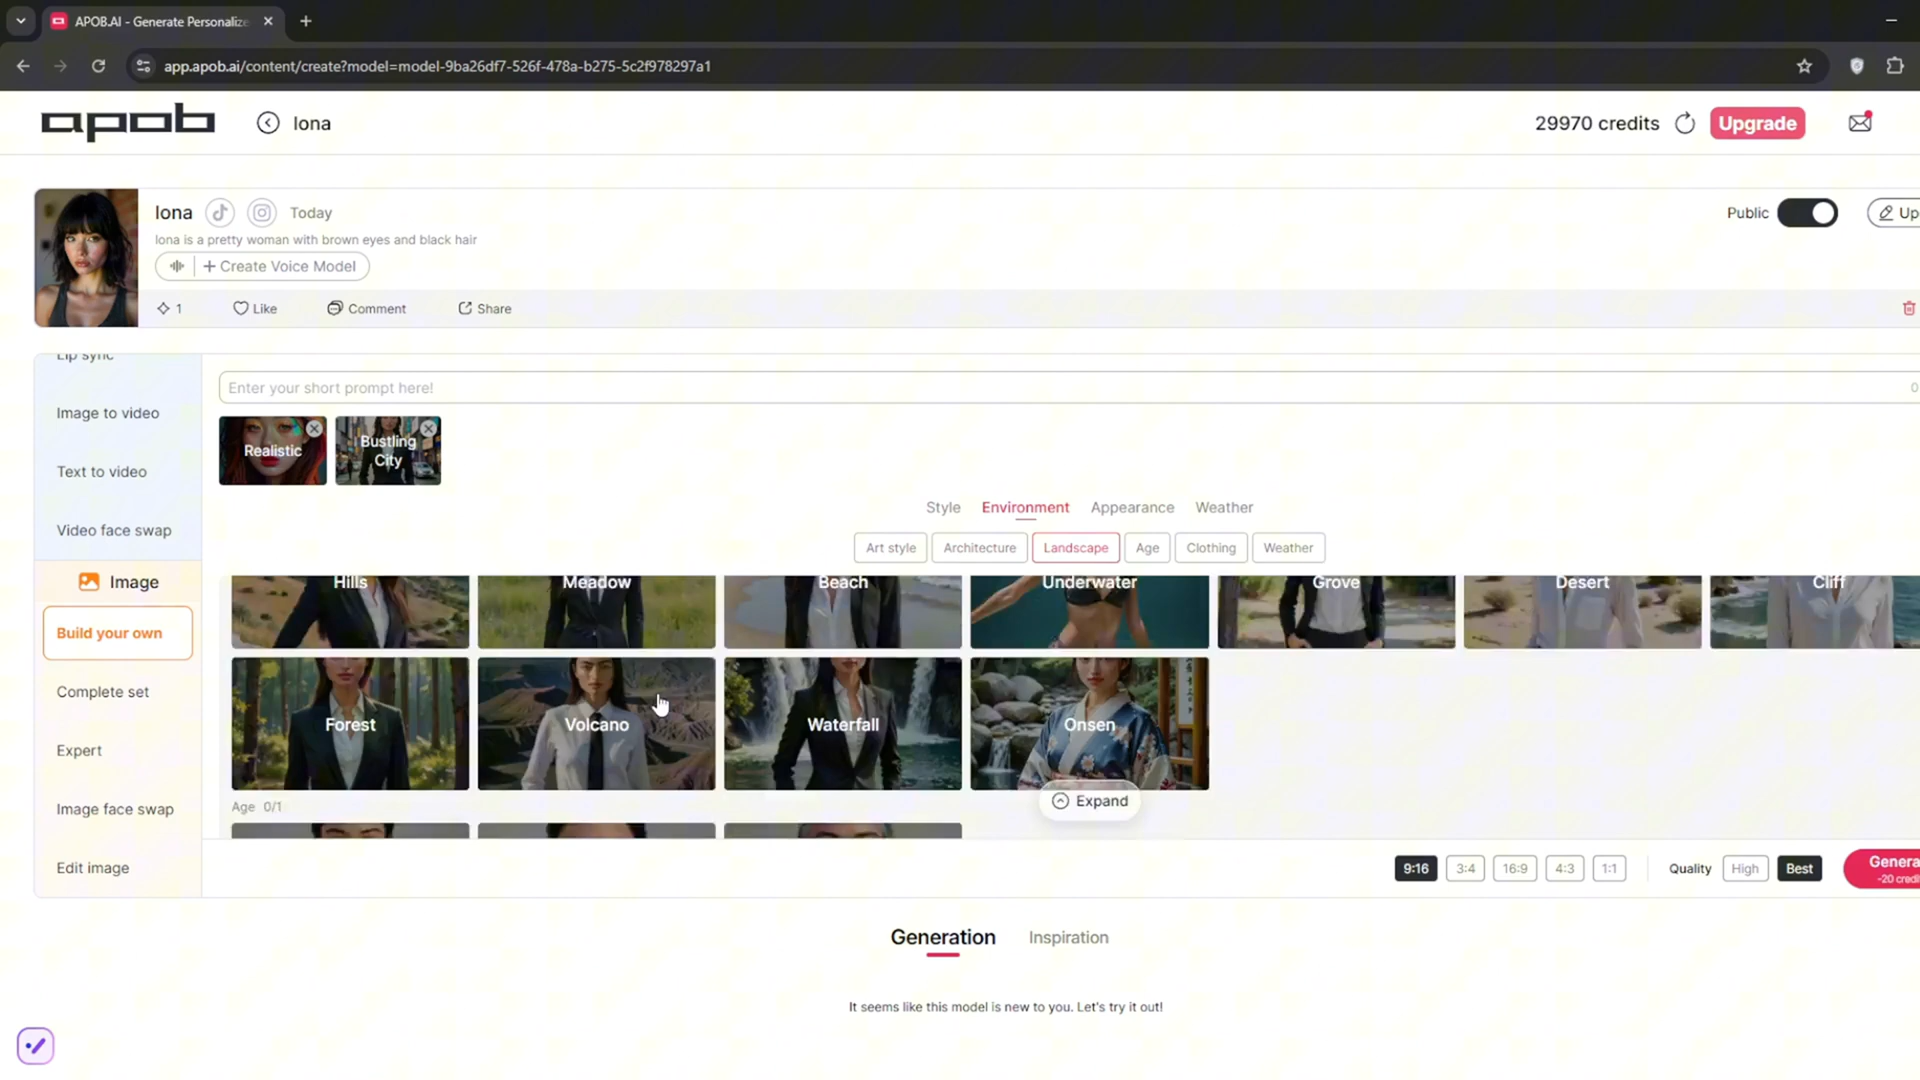 APOB.AI - Generate Personalize
app.apob.ai/content/create?model=model-9ba26df7-526f-478a-b275-5c2f978297a1
apob
Iona
29970 credits
Upgrade
Iona
Today
Public
Up
Iona is a pretty woman with brown eyes and black hair
+ Create Voice Model
1
Like
Comment
Share
Lip sync
Image to video
Text to video
Video face swap
Image
Build your own
Complete set
Expert
Image face swap
Edit image
Enter your short prompt here!
0
Realistic
Bustling
City
Style
Environment
Appearance
Weather
Art style
Architecture
Landscape
Age
Clothing
Weather
Hills
Meadow
Beach
Underwater
Grove
Desert
Cliff
Forest
Volcano
Waterfall
Onsen
Age 0/1
Expand
9:16
3:4
16:9
4:3
1:1
Quality
High
Best
Genera
-20 credi
Generation
Inspiration
It seems like this model is new to you. Let's try it out!